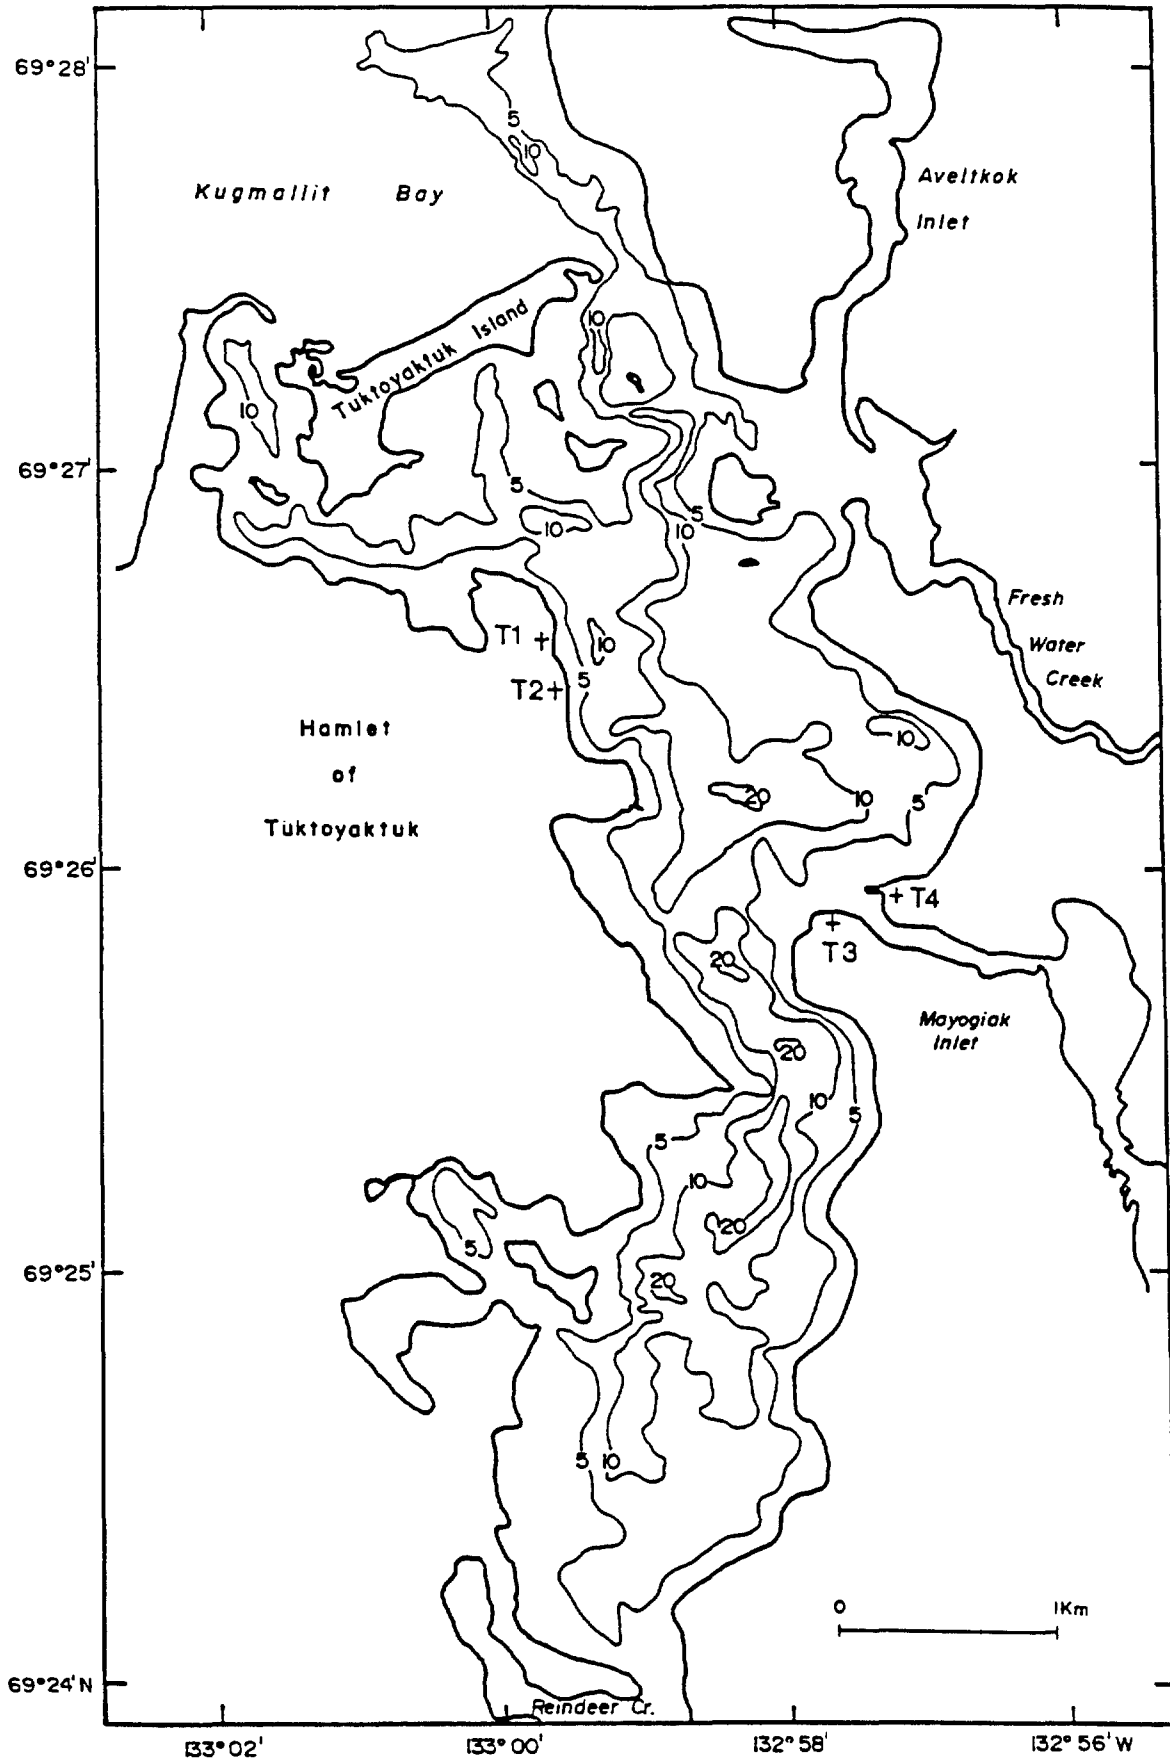 69°28'
5
10
Kugmallit Bay
Aveltkok
Inlet
Tuktoyaktuk Island
10
10
69°27'
5
10
5
10
Fresh
Water
Creek
T1 +
10
T2 +
5
Hamlet
of
Tuktoyaktuk
10
20
10
5
69°26'
+ T4
+
T3
20
Mayogiak
Inlet
20
10
5
5
10
20
5
69°25'
20
5
10
0
1Km
69°24'N
Reindeer Cr.
133°02'
133°00'
132°58'
132°56'W